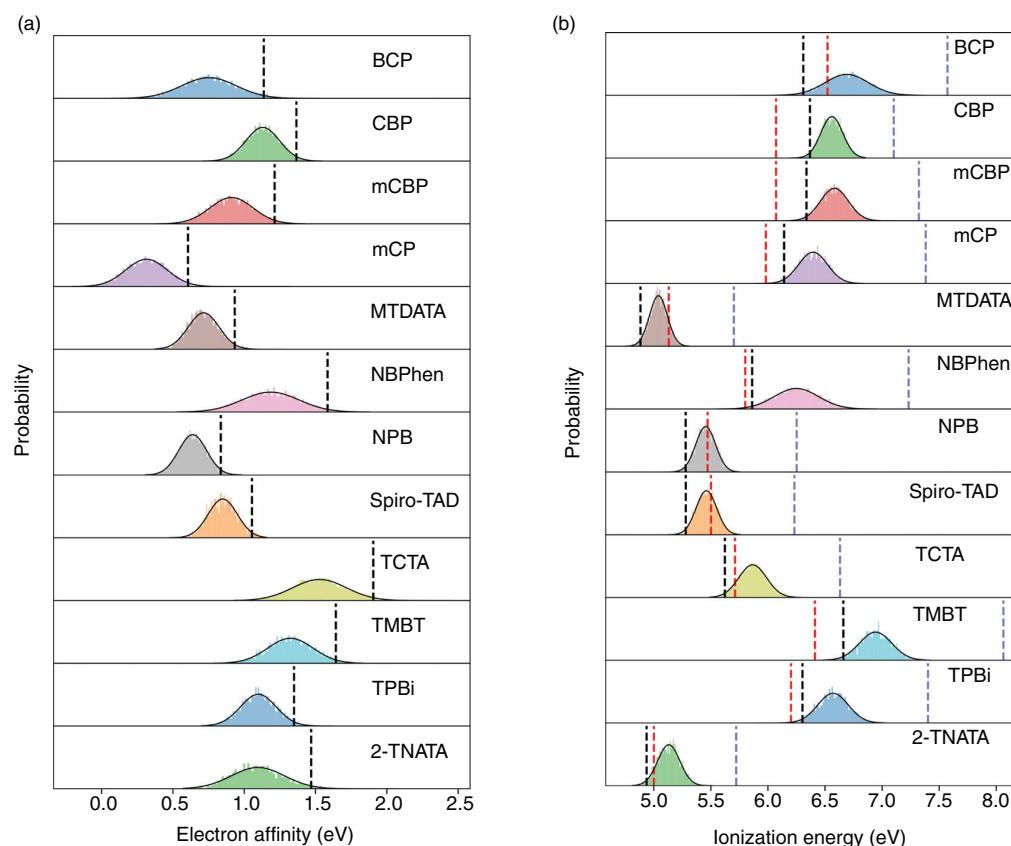 (a)
BCP
CBP
mCBP
mCP
MTDATA
NBPhen
NPB
Spiro-TAD
TCTA
TMBT
TPBi
2-TNATA
Probability
0.0 0.5 1.0 1.5 2.0 2.5
Electron affinity (eV)
(b)
BCP
CBP
mCBP
mCP
MTDATA
NBPhen
NPB
Spiro-TAD
TCTA
TMBT
TPBi
2-TNATA
Probability
5.0 5.5 6.0 6.5 7.0 7.5 8.0
Ionization energy (eV)